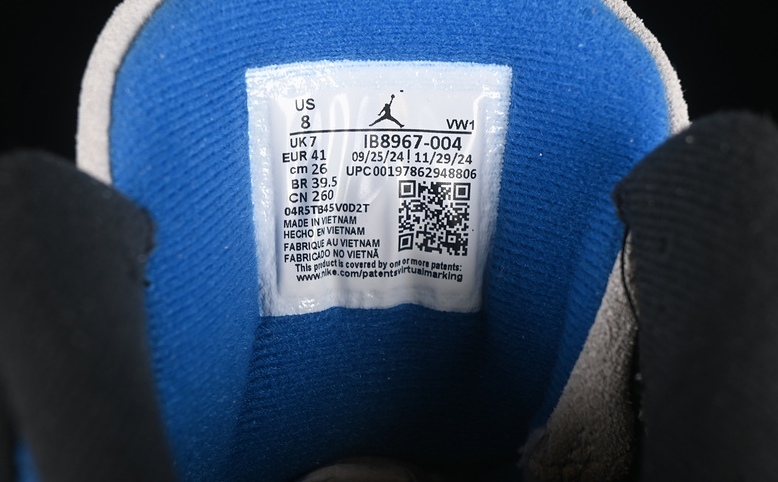 US
8
VW1
UK 7
IB8967-004
EUR 41
09/25/24 | 11/29/24
cm 26
UPC00197862948806
BR 39.5
CN 260
04R5TB45V0D2T
MADE IN VIETNAM
HECHO EN VIETNAM
FABRIQUE AU VIETNAM
FABRICADO NO VIETNÃ
This product is covered by one or more patents:
www.nike.com/patentsvirtualmarking